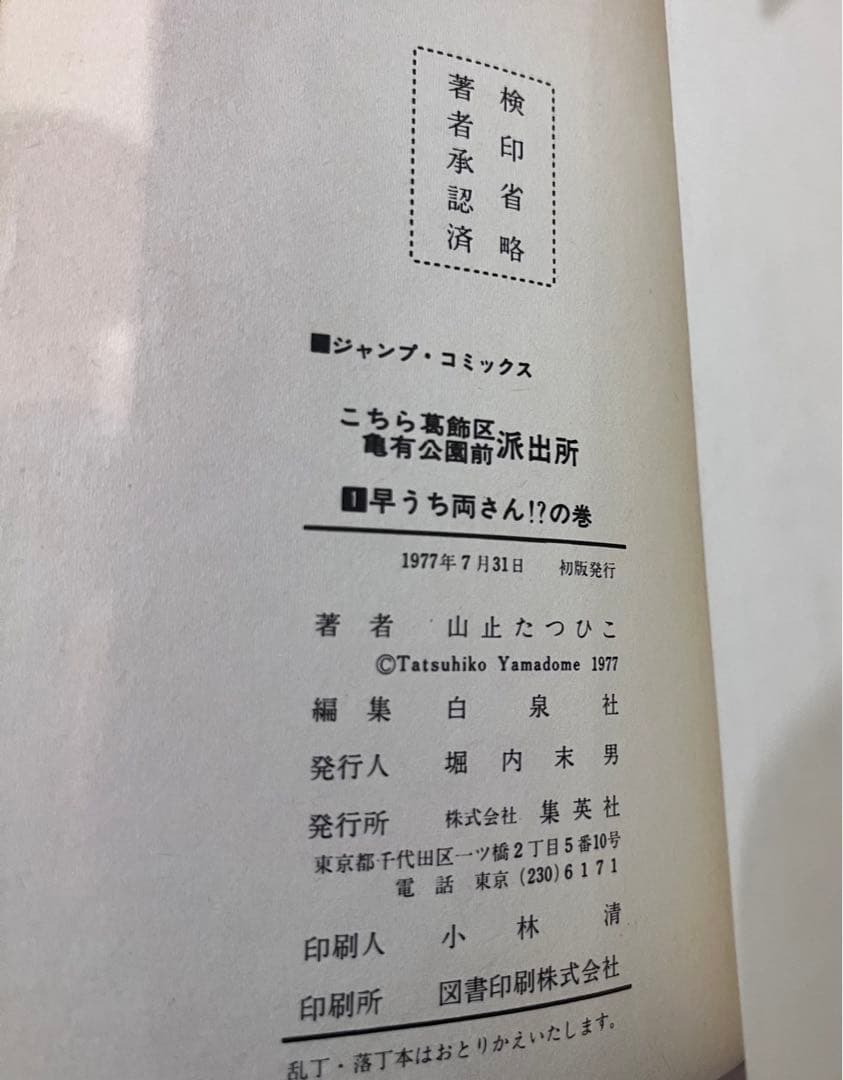 検印省略
著者承認済
■ジャンプ・コミックス
こちら葛飾区
亀有公園前派出所
1早うち両さん!?の巻
1977年7月31日 初版発行
著者 山止たつひこ
©Tatsuhiko Yamadome 1977
編集 白泉社
発行人 堀内末男
発行所 株式会社 集英社
東京都千代田区一ツ橋2丁目5番10号
電話 東京(230)6171
印刷人 小林清
印刷所 図書印刷株式会社
乱丁・落丁本はおとりかえいたします。